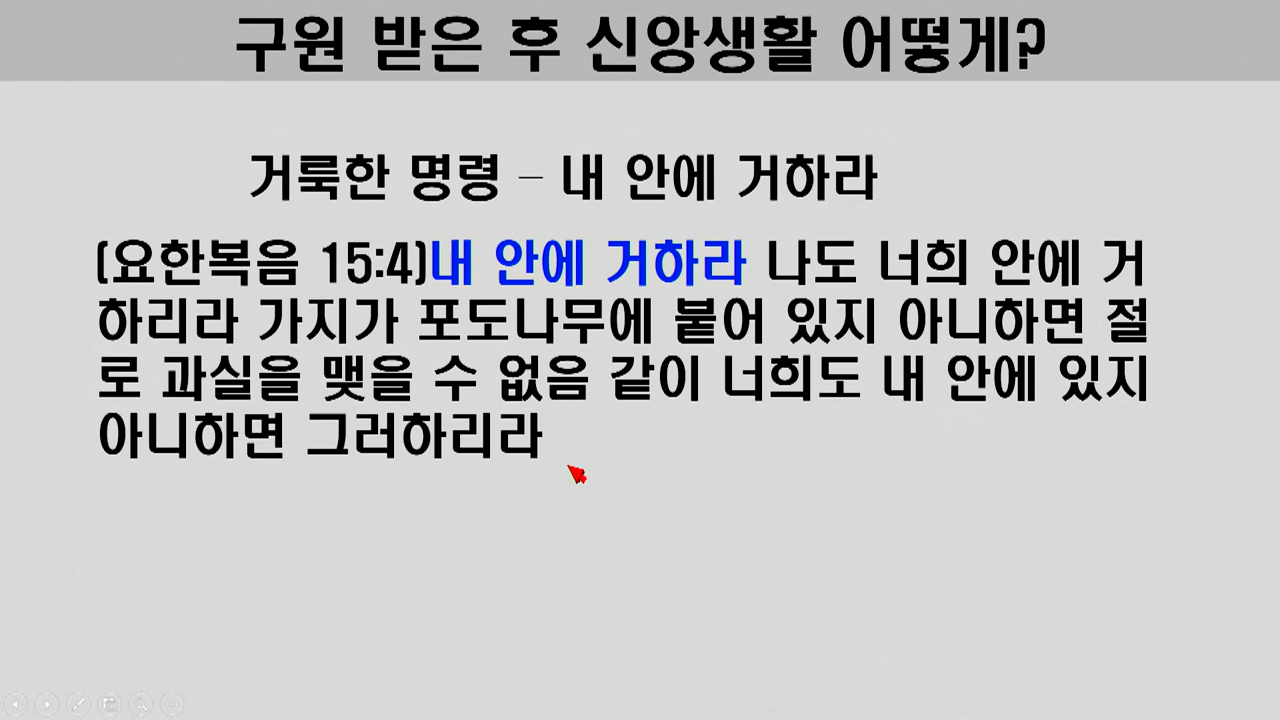 구원 받은 후 신앙생활 어떻게?
거룩한 명령 – 내 안에 거하라
(요한복음 15:4)내 안에 거하라 나도 너희 안에 거
하리라 가지가 포도나무에 붙어 있지 아니하면 절
로 과실을 맺을 수 없음 같이 너희도 내 안에 있지
아니하면 그러하리라